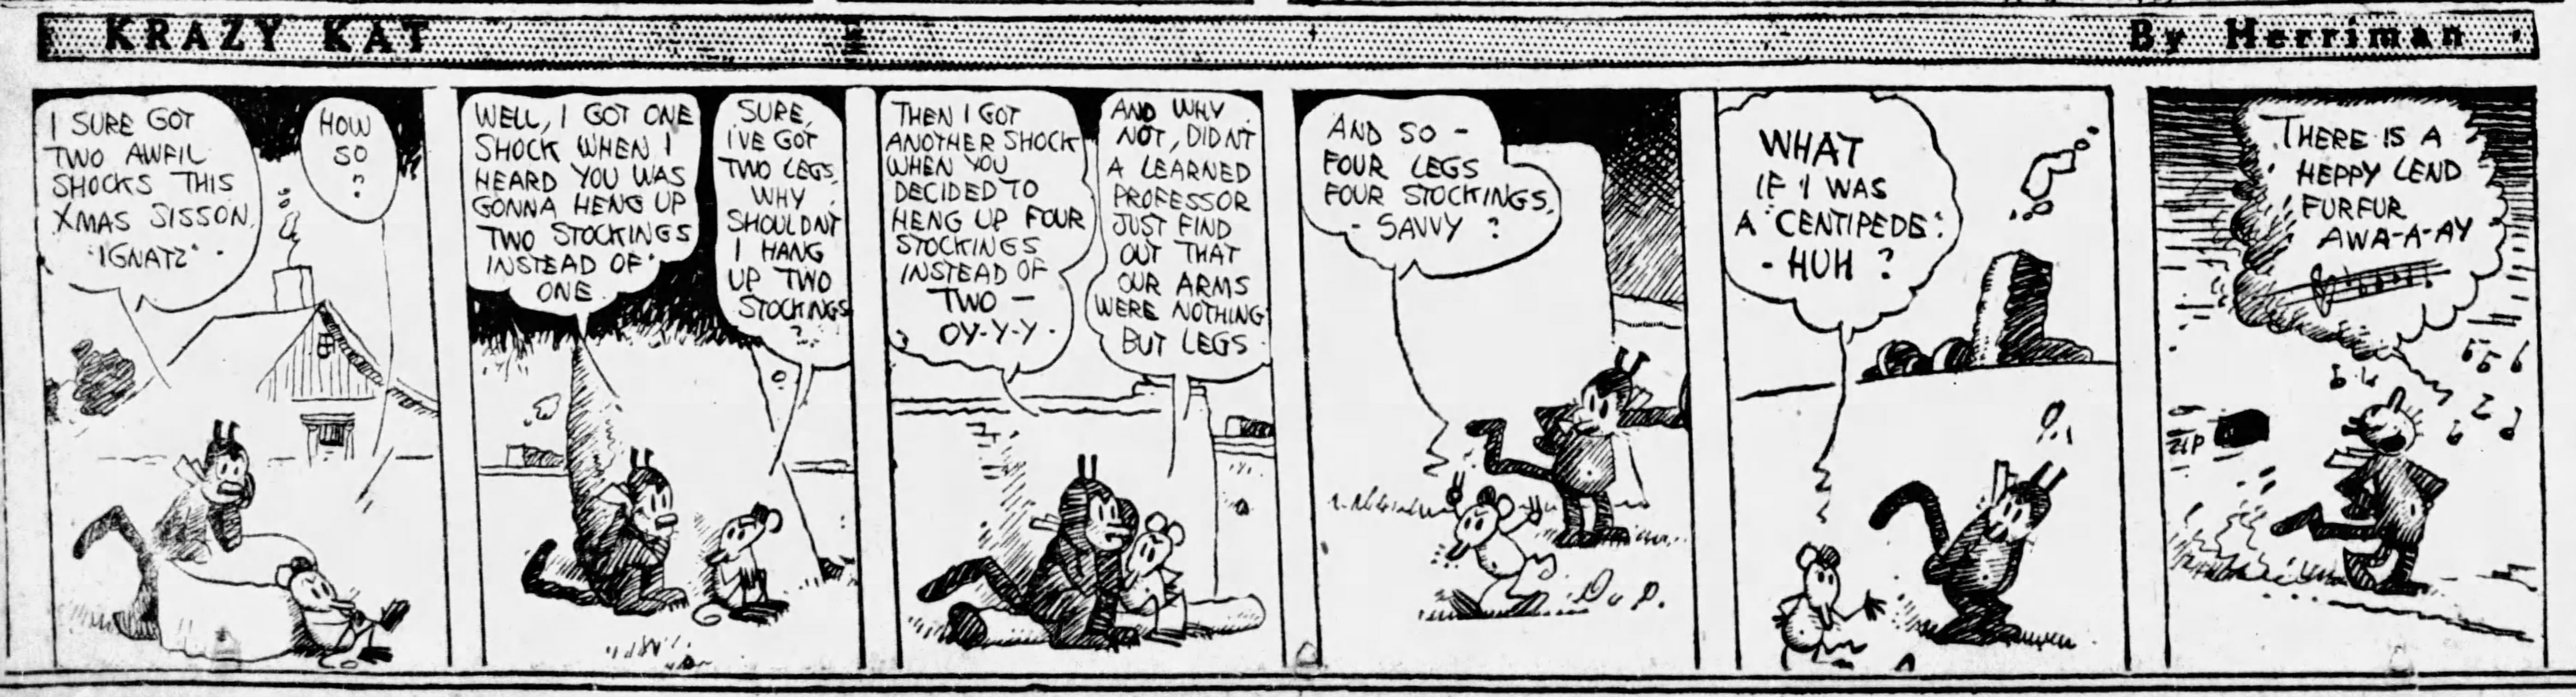 KRAZY KAT
By Herriman
I SURE GOT
TWO AWFIL
SHOCKS THIS
XMAS SISSON
"IGNATZ".
HOW
SO
?
WELL, I GOT ONE
SHOCK WHEN I
HEARD YOU WAS
GONNA HENG UP
TWO STOCKINGS
INSTEAD OF
ONE.
SURE,
I'VE GOT
TWO LEGS,
WHY
SHOULDNT
I HANG
UP TWO
STOCKINGS
?
THEN I GOT
ANOTHER SHOCK
WHEN YOU
DECIDED TO
HENG UP FOUR
STOCKINGS
INSTEAD OF
TWO —
OY-Y-Y.
AND WHY
NOT, DIDN'T
A LEARNED
PROFESSOR
JUST FIND
OUT THAT
OUR ARMS
WERE NOTHING
BUT LEGS
AND SO -
FOUR LEGS
FOUR STOCKINGS.
- SAVVY ?
WHAT
IF I WAS
A "CENTIPEDE"
- HUH ?
THERE IS A
HEPPY LEND
FURFUR
AWA-A-AY
ZIP